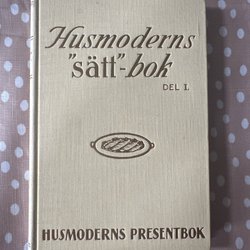 Husmoderns
"sätt"-bok
DEL I.
HUSMODERNS PRESENTBOK